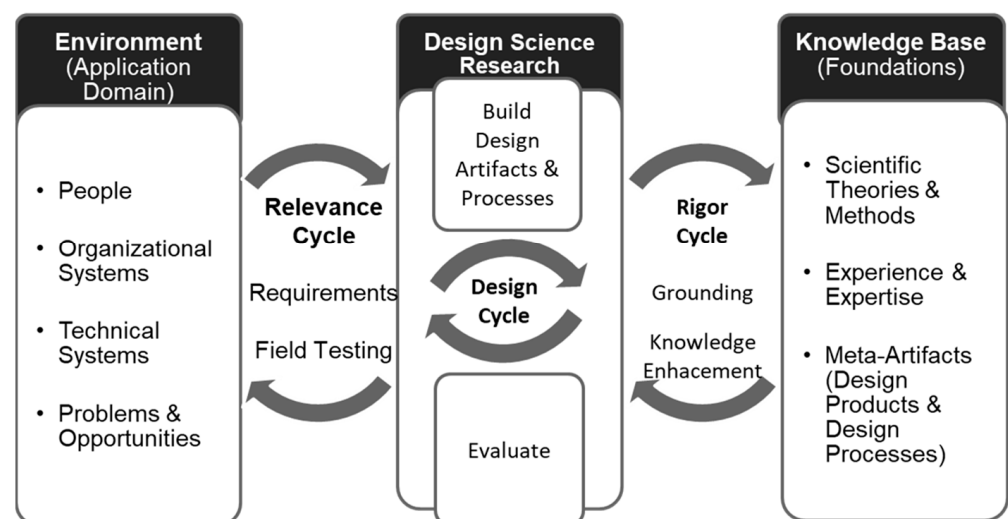 Environment
(Application
Domain)
• People
• Organizational
Systems
• Technical
Systems
• Problems &
Opportunities
Relevance
Cycle
Requirements
Field Testing
Design Science
Research
Build
Design
Artifacts &
Processes
Design
Cycle
Evaluate
Rigor
Cycle
Grounding
Knowledge
Enhacement
Knowledge Base
(Foundations)
• Scientific
Theories &
Methods
• Experience &
Expertise
• Meta-Artifacts
(Design
Products &
Design
Processes)